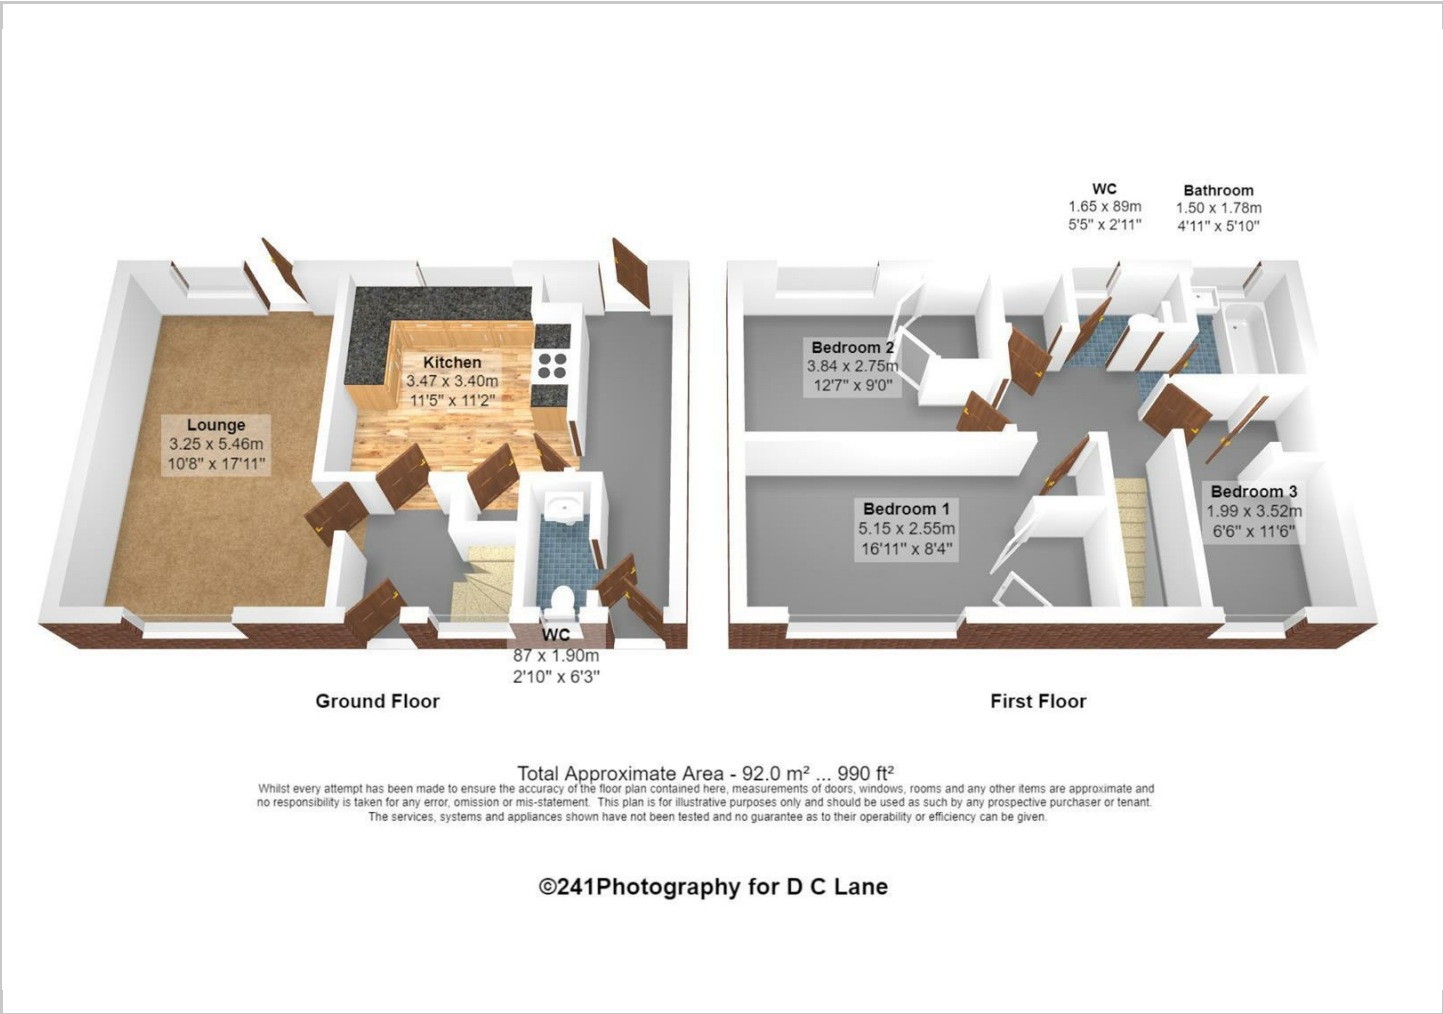 WC
1.65 x 89m
5'5" x 2'11"
Bathroom
1.50 x 1.78m
4'11" x 5'10"
Kitchen
3.47 x 3.40m
11'5" x 11'2"
Lounge
3.25 x 5.46m
10'8" x 17'11"
WC
87 x 1.90m
2'10" x 6'3"
Bedroom 2
3.84 x 2.75m
12'7" x 9'0"
Bedroom 1
5.15 x 2.55m
16'11" x 8'4"
Bedroom 3
1.99 x 3.52m
6'6" x 11'6"
Ground Floor
First Floor
Total Approximate Area - 92.0 m² ... 990 ft²
Whilst every attempt has been made to ensure the accuracy of the floor plan contained here, measurements of doors, windows, rooms and any other items are approximate and
no responsibility is taken for any error, omission or mis-statement. This plan is for illustrative purposes only and should be used as such by any prospective purchaser or tenant.
The services, systems and appliances shown have not been tested and no guarantee as to their operability or efficiency can be given.
©241Photography for D C Lane